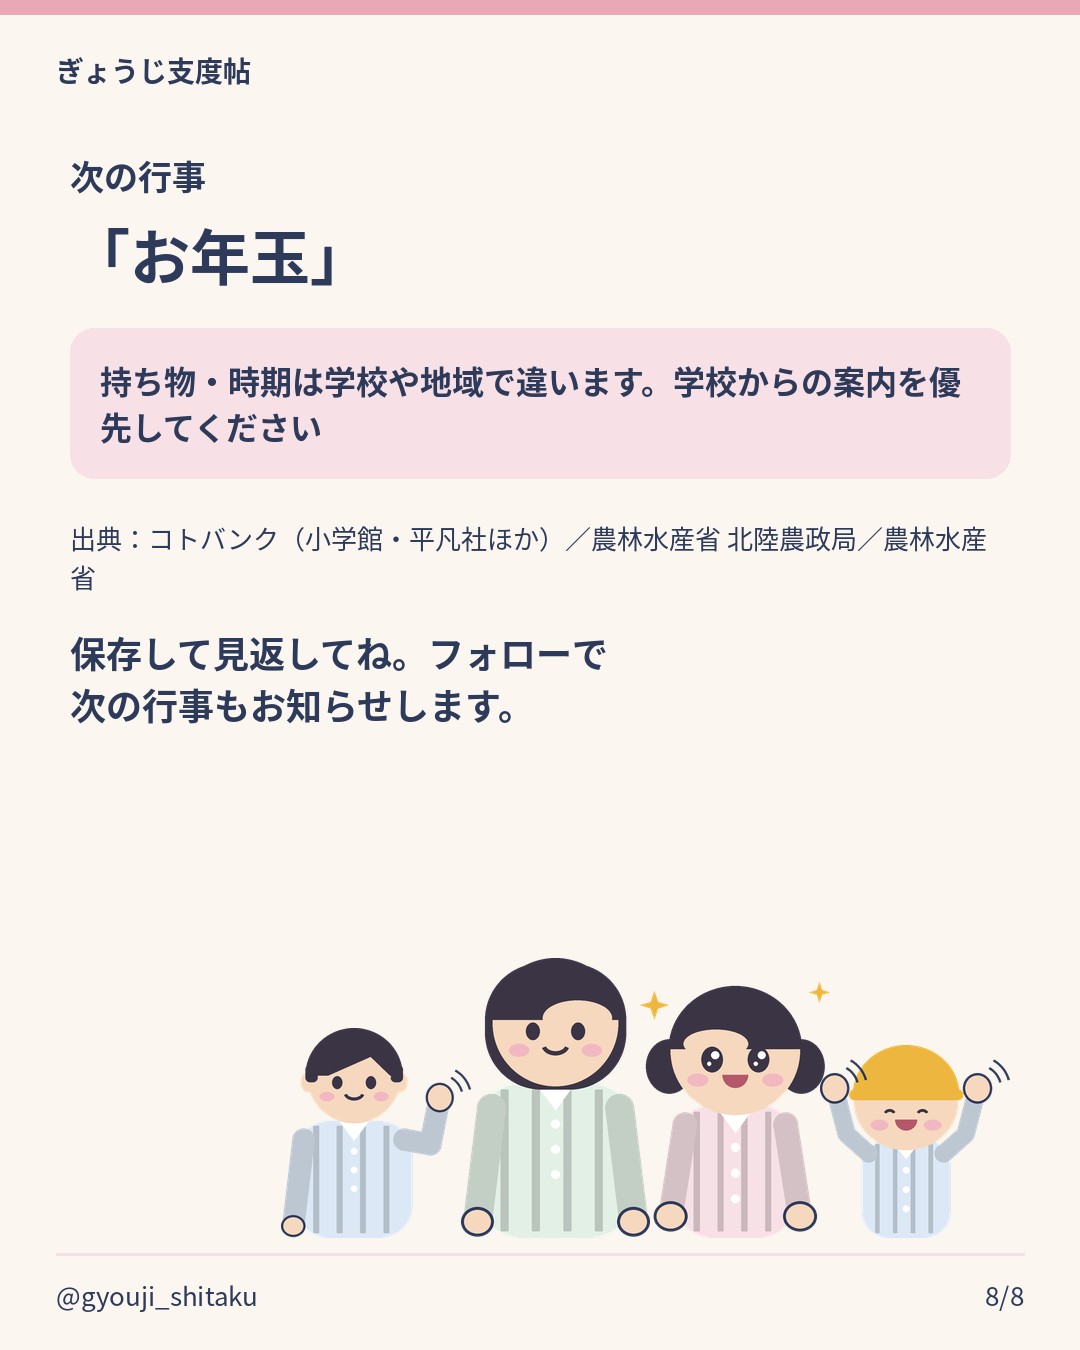 ぎょうじ支度帖
次の行事
「お年玉」
持ち物・時期は学校や地域で違います。学校からの案内を優
先してください
出典：コトバンク（小学館・平凡社ほか）／農林水産省 北陸農政局／農林水産
省
保存して見返してね。フォローで
次の行事もお知らせします。
@gyouji_shitaku
8/8